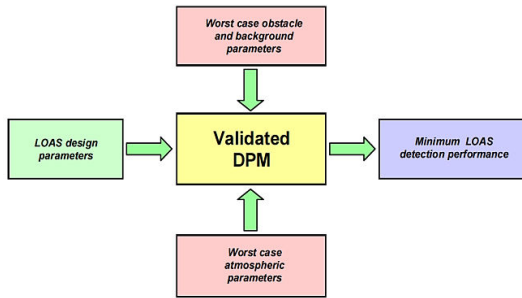 Worst case obstacle
and background
parameters
LOAS design
parameters
Validated
DPM
Minimum LOAS
detection performance
Worst case
atmospheric
parameters